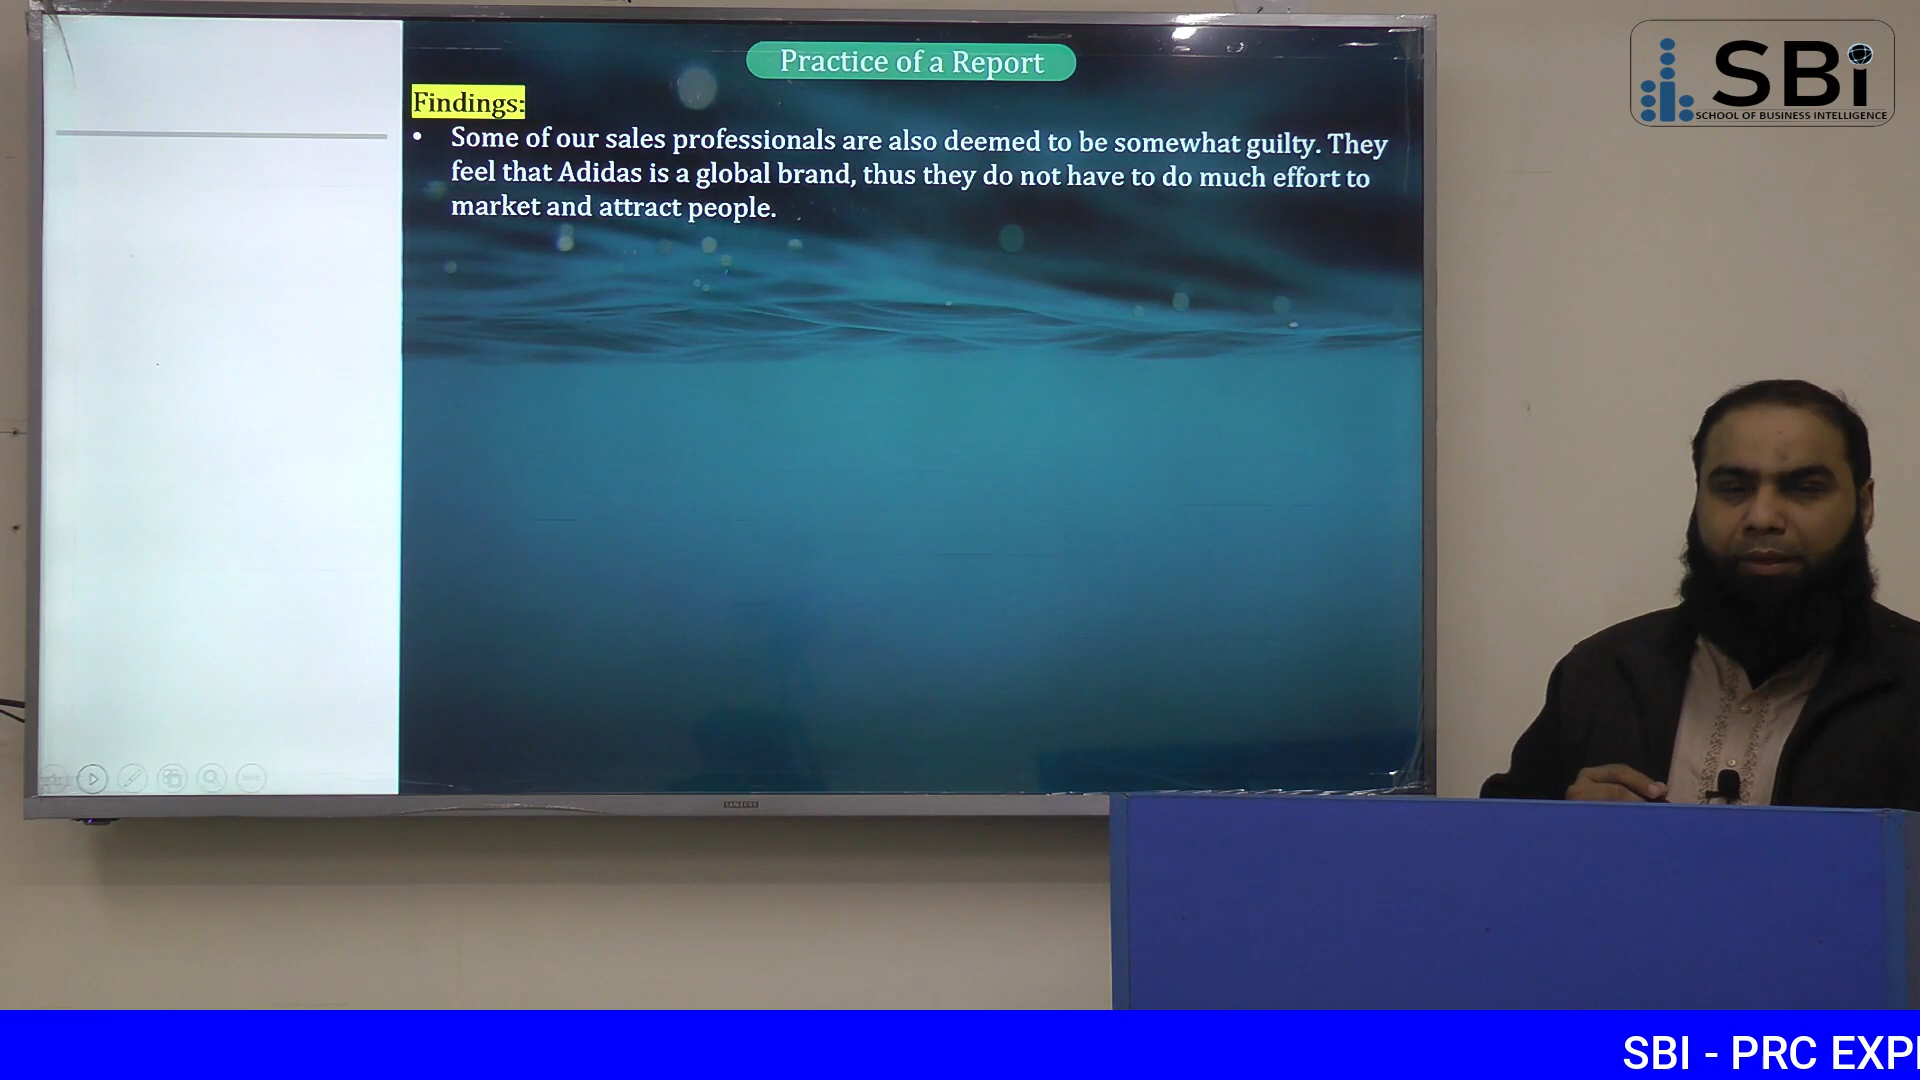 Practice of a Report
Findings:
• Some of our sales professionals are also deemed to be somewhat guilty. They
feel that Adidas is a global brand, thus they do not have to do much effort to
market and attract people.
SBi
SCHOOL OF BUSINESS INTELLIGENCE
SAMSUNG
SBI - PRC EXP